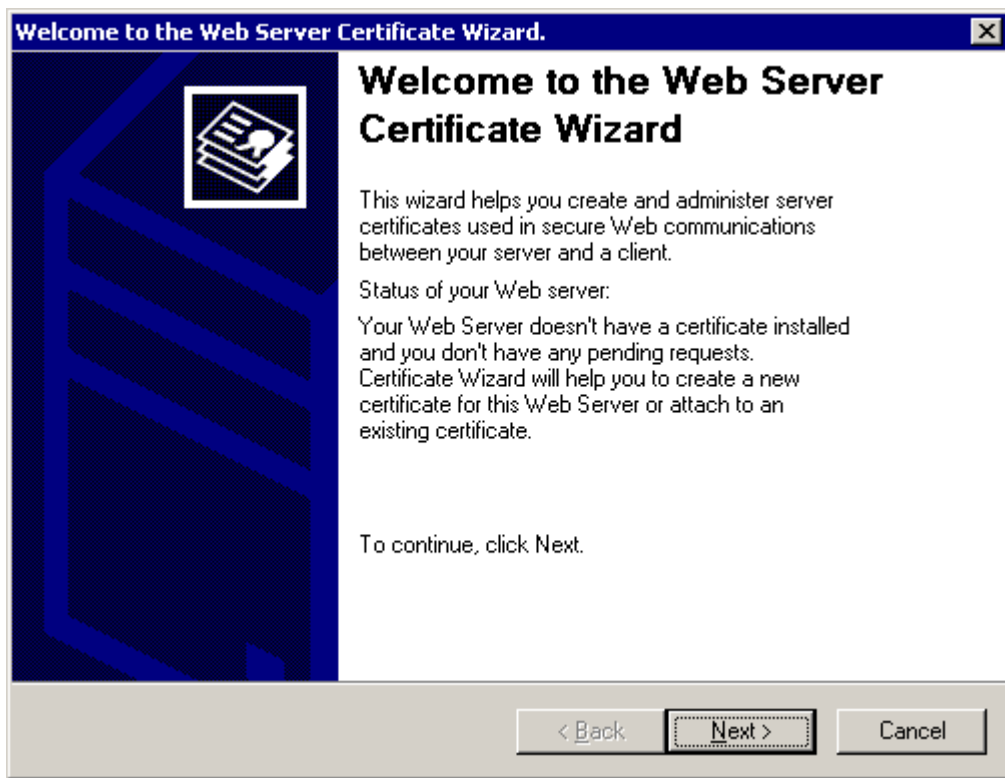 Welcome to the Web Server Certificate Wizard.
Welcome to the Web Server
Certificate Wizard
This wizard helps you create and administer server
certificates used in secure Web communications
between your server and a client.
Status of your Web server:
Your Web Server doesn't have a certificate installed
and you don't have any pending requests.
Certificate Wizard will help you to create a new
certificate for this Web Server or attach to an
existing certificate.
To continue, click Next.
< Back Next > Cancel